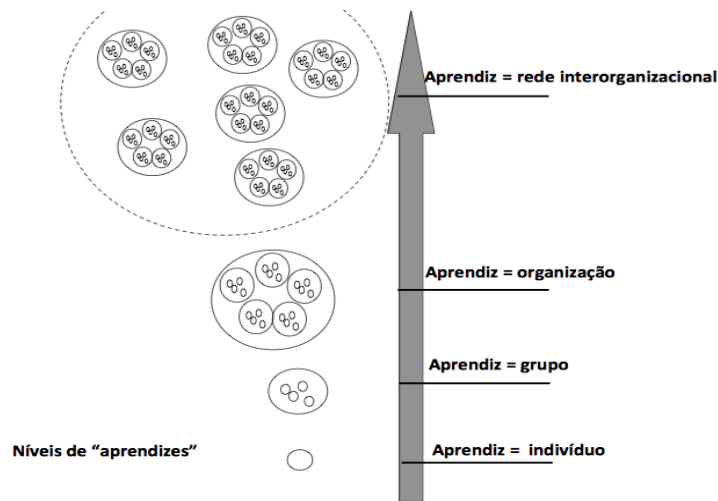 Aprendiz = rede interorganizacional
Aprendiz = organização
Aprendiz = grupo
Níveis de “aprendizes”
Aprendiz = indivíduo